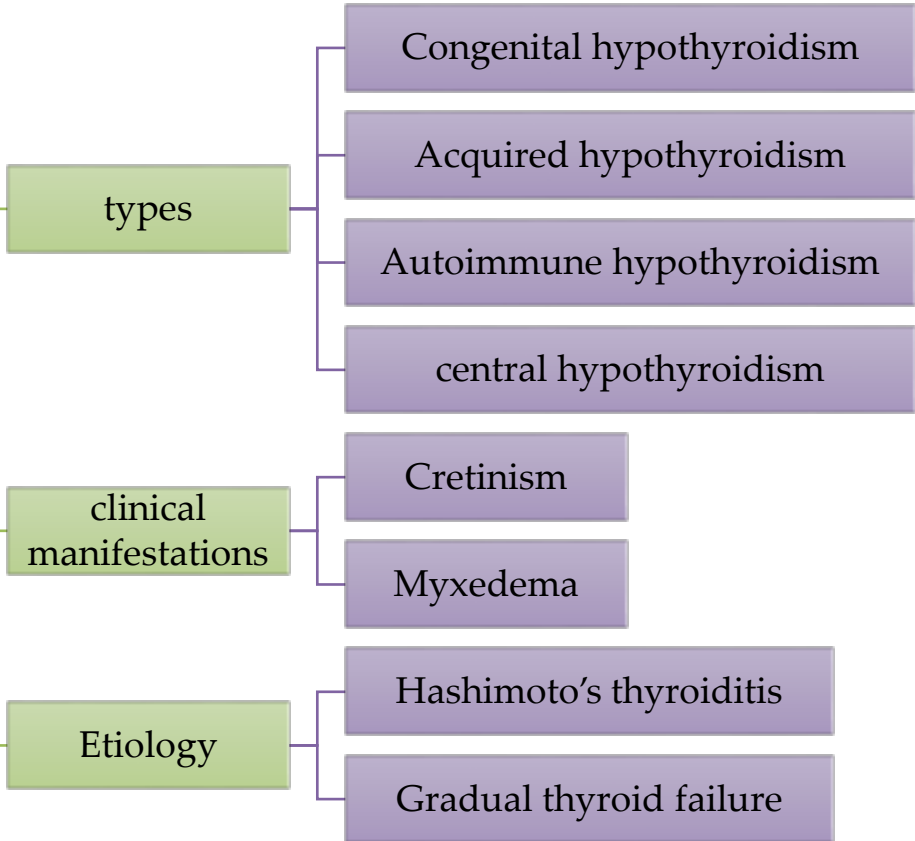 types
Congenital hypothyroidism
Acquired hypothyroidism
Autoimmune hypothyroidism
central hypothyroidism
clinical
manifestations
Cretinism
Myxedema
Etiology
Hashimoto’s thyroiditis
Gradual thyroid failure